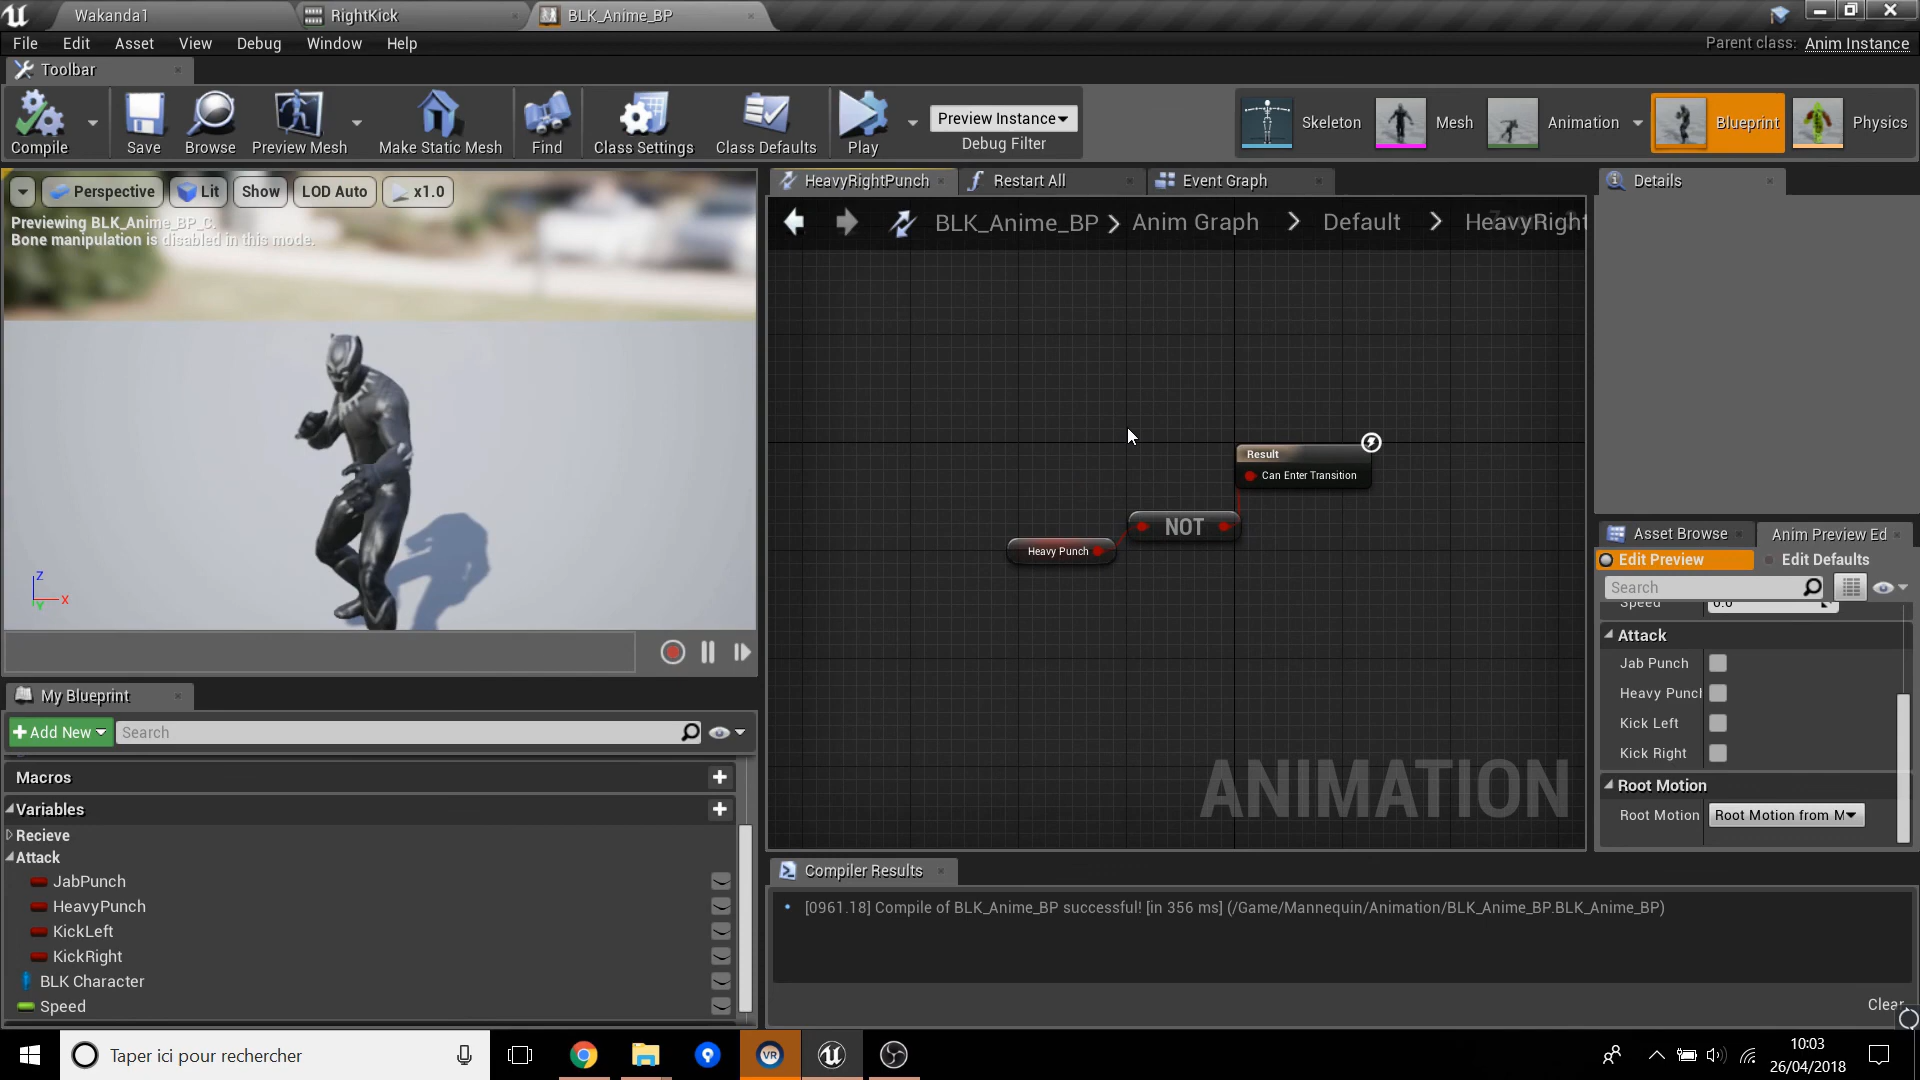 Wakanda1
RightKick
BLK_Anime_BP
File Edit Asset View Debug Window Help
Parent class: Anim Instance
Toolbar
Compile
Save
Browse
Preview Mesh
Make Static Mesh
Find
Class Settings
Class Defaults
Play
Preview Instance
Debug Filter
Skeleton
Mesh
Animation
Blueprint
Physics
Perspective
Lit
Show
LOD Auto
x1.0
Previewing BLK_Anime_BP_C.
Bone manipulation is disabled in this mode.
Z
X
Y
HeavyRightPunch
Restart All
Event Graph
BLK_Anime_BP > Anim Graph > Default > HeavyRight
Result
Can Enter Transition
NOT
Heavy Punch
ANIMATION
Details
Asset Browse
Anim Preview Ed
Edit Preview
Edit Defaults
Search
Speed 0.0
Attack
Jab Punch
Heavy Punch
Kick Left
Kick Right
Root Motion
Root Motion Root Motion from M
My Blueprint
+ Add New
Search
Macros
Variables
Recieve
Attack
JabPunch
HeavyPunch
KickLeft
KickRight
BLK Character
Speed
Compiler Results
[0961.18] Compile of BLK_Anime_BP successful! [in 356 ms] (/Game/Mannequin/Animation/BLK_Anime_BP.BLK_Anime_BP)
Clear
Taper ici pour rechercher
VR
10:03
26/04/2018